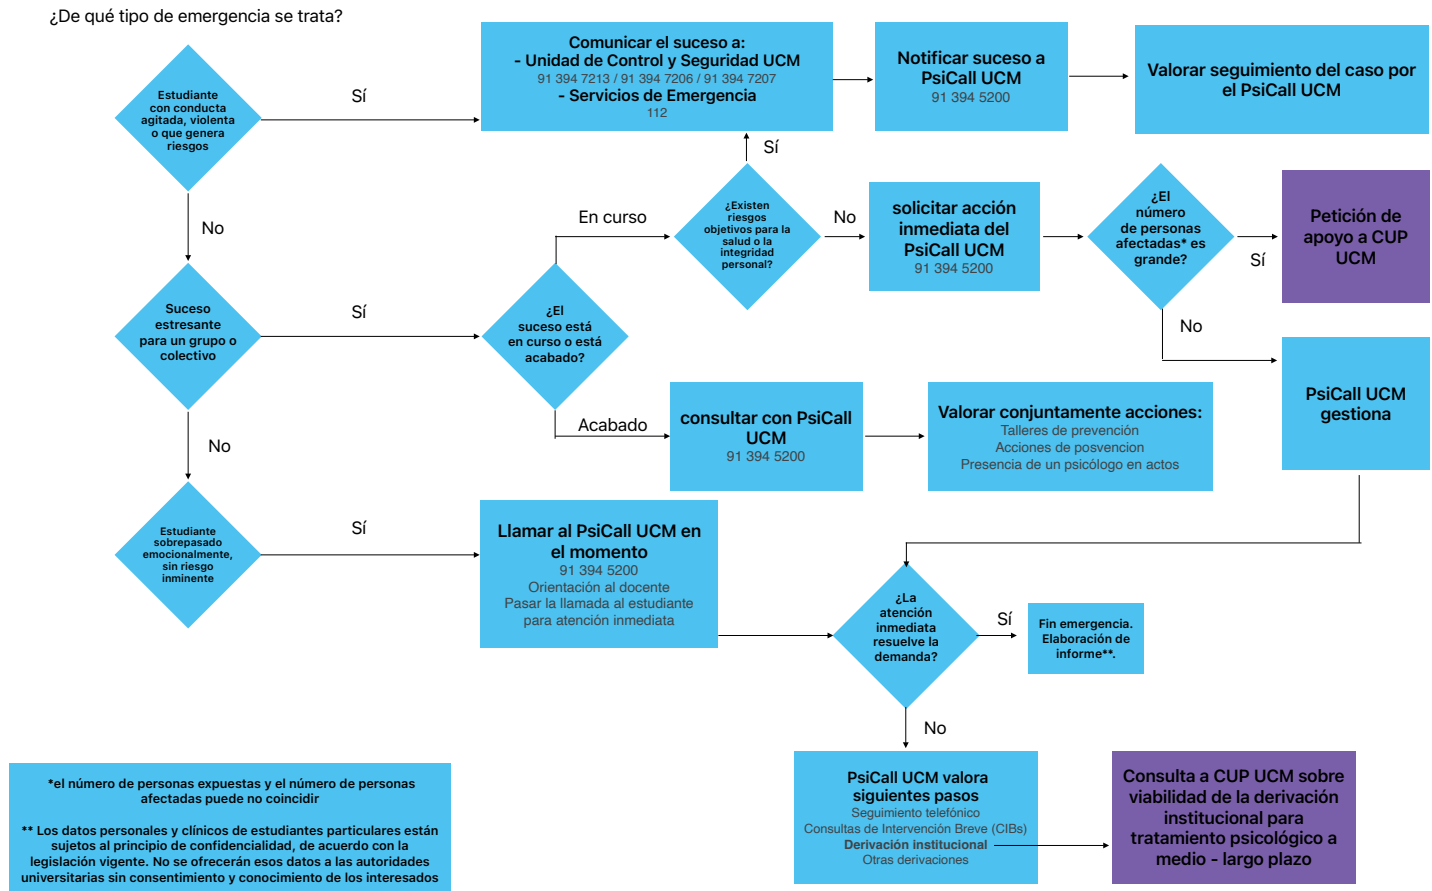 ¿De qué tipo de emergencia se trata?
Estudiante
con conducta
agitada, violenta
o que genera
riesgos
Sí
Comunicar el suceso a:
- Unidad de Control y Seguridad UCM
91 394 7213 / 91 394 7206 / 91 394 7207
- Servicios de Emergencia
112
Notificar suceso a
PsiCall UCM
91 394 5200
Valorar seguimiento del caso por
el PsiCall UCM
No
Sí
Suceso
estresante
para un grupo o
colectivo
Sí
¿El
suceso está
en curso o está
acabado?
En curso
¿Existen
riesgos
objetivos para la
salud o la
integridad
personal?
No
solicitar acción
inmediata del
PsiCall UCM
91 394 5200
¿El
número
de personas
afectadas* es
grande?
Sí
Petición de
apoyo a CUP
UCM
No
PsiCall UCM
gestiona
Acabado
consultar con PsiCall
UCM
91 394 5200
Valorar conjuntamente acciones:
Talleres de prevención
Acciones de posvencion
Presencia de un psicólogo en actos
No
Estudiante
sobrepasado
emocionalmente,
sin riesgo
inminente
Sí
Llamar al PsiCall UCM en
el momento
91 394 5200
Orientación al docente
Pasar la llamada al estudiante
para atención inmediata
¿La
atención
inmediata
resuelve la
demanda?
Sí
Fin emergencia.
Elaboración de
informe**.
No
PsiCall UCM valora
siguientes pasos
Seguimiento telefónico
Consultas de Intervención Breve (CIBs)
Derivación institucional
Otras derivaciones
Consulta a CUP UCM sobre
viabilidad de la derivación
institucional para
tratamiento psicológico a
medio - largo plazo
*el número de personas expuestas y el número de personas
afectadas puede no coincidir
** Los datos personales y clínicos de estudiantes particulares están
sujetos al principio de confidencialidad, de acuerdo con la
legislación vigente. No se ofrecerán esos datos a las autoridades
universitarias sin consentimiento y conocimiento de los interesados